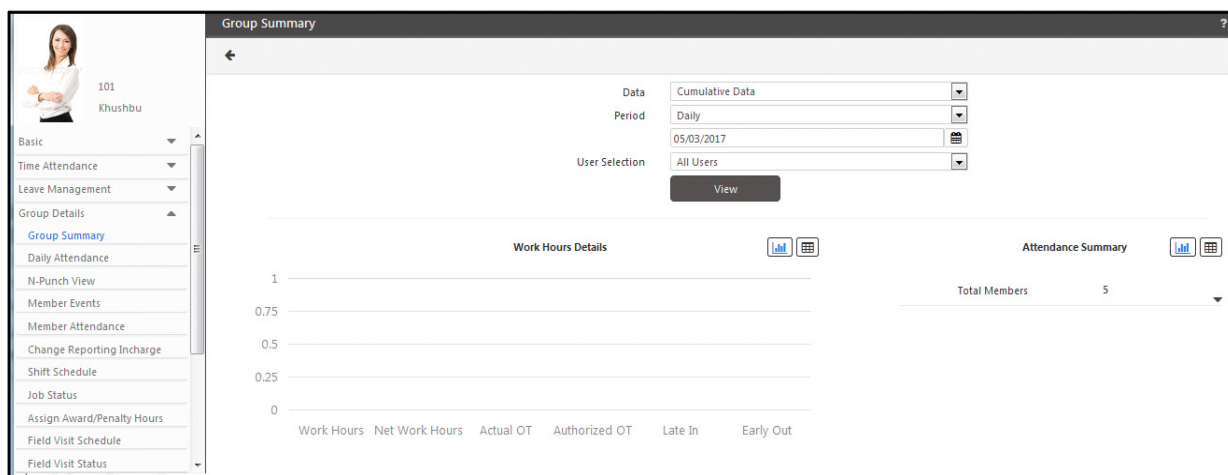 Group Summary ?
101
Khushbu
Basic
Time Attendance
Leave Management
Group Details
Group Summary
Daily Attendance
N-Punch View
Member Events
Member Attendance
Change Reporting Incharge
Shift Schedule
Job Status
Assign Award/Penalty Hours
Field Visit Schedule
Field Visit Status
Data Cumulative Data
Period Daily
05/03/2017
User Selection All Users
View
Work Hours Details
1
0.75
0.5
0.25
0
Work Hours Net Work Hours Actual OT Authorized OT Late In Early Out
Attendance Summary
Total Members 5